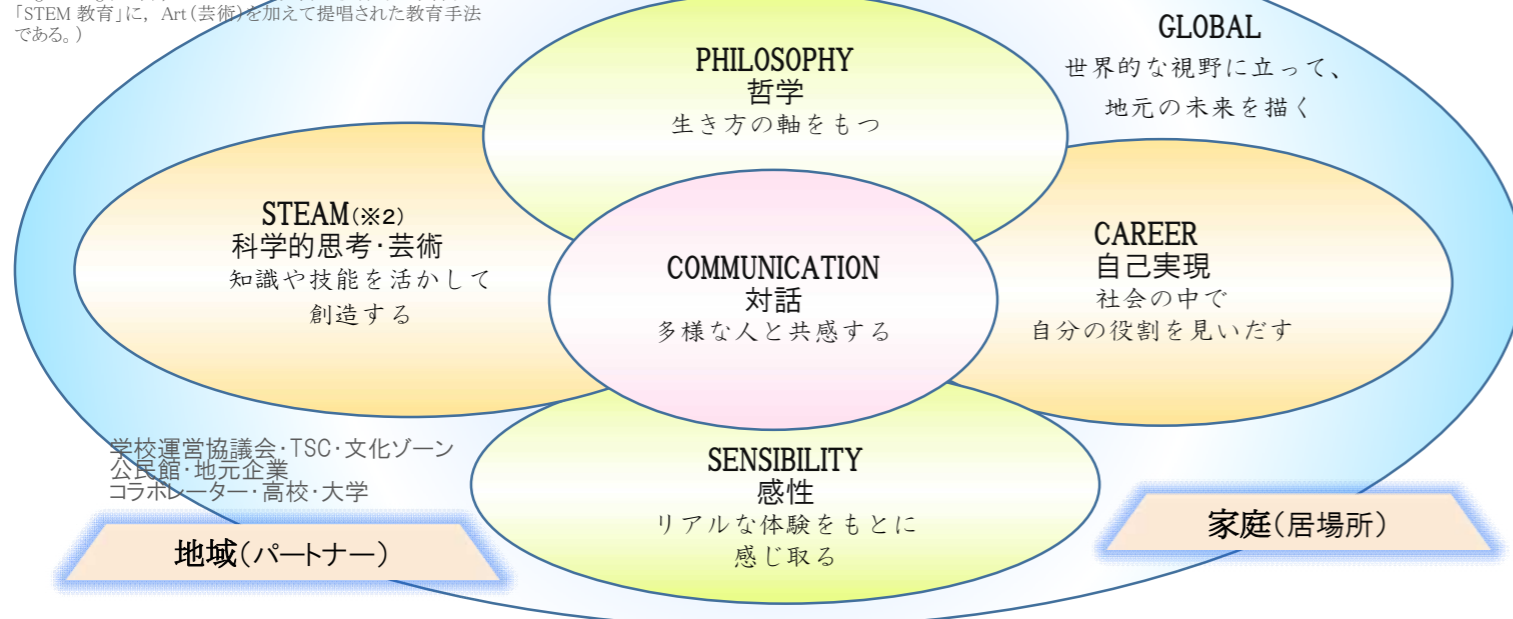 「STEM 教育」に, Art(芸術)を加えて提唱された教育手法
である。)
GLOBAL
世界的な視野に立って、
地元の未来を描く
PHILOSOPHY
哲学
生き方の軸をもつ
STEAM(※2)
科学的思考・芸術
知識や技能を活かして
創造する
COMMUNICATION
対話
多様な人と共感する
CAREER
自己実現
社会の中で
自分の役割を見いだす
SENSIBILITY
感性
リアルな体験をもとに
感じ取る
学校運営協議会・TSC・文化ゾーン
公民館・地元企業
コラボレーター・高校・大学
地域(パートナー)
家庭(居場所)